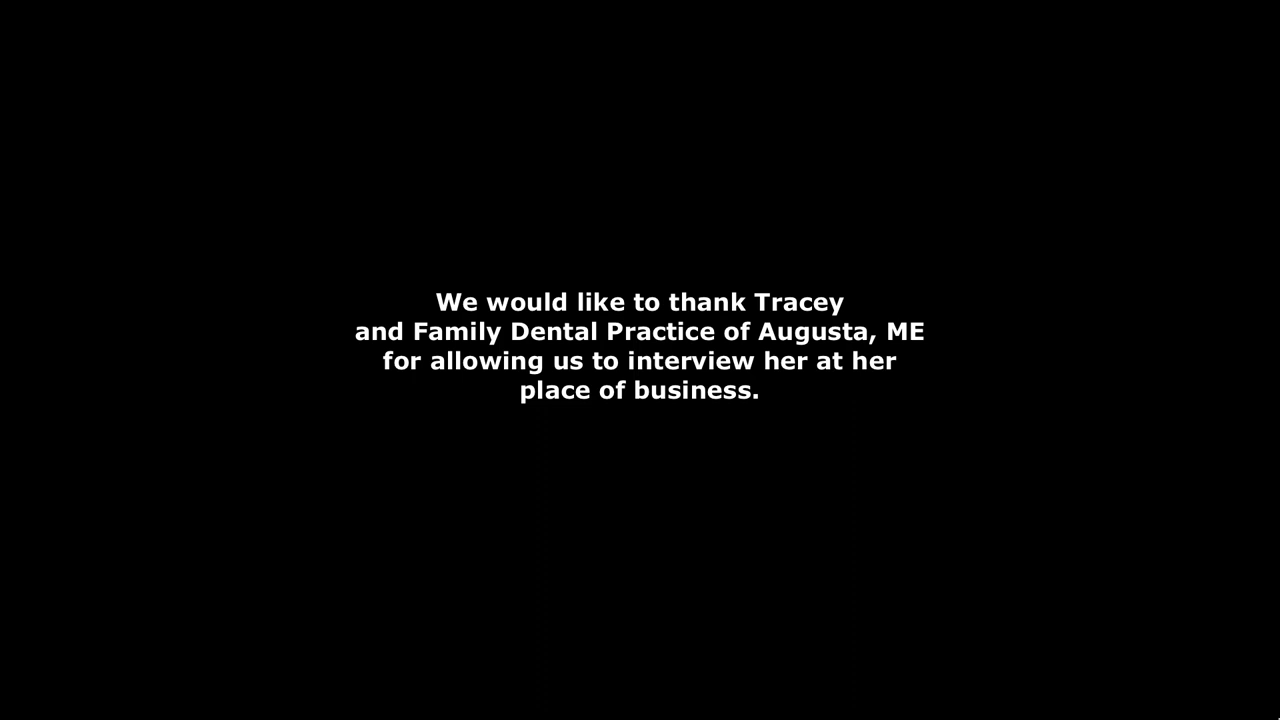 We would like to thank Tracey
and Family Dental Practice of Augusta, ME
for allowing us to interview her at her
place of business.